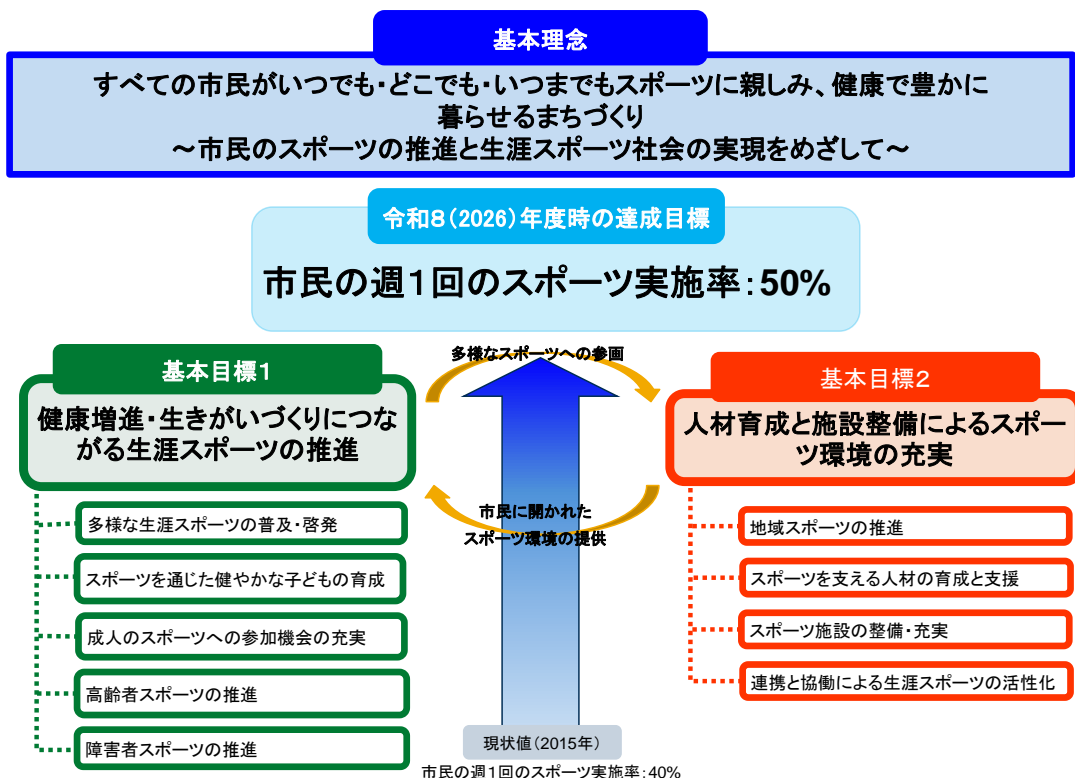 基本理念
すべての市民がいつでも・どこでも・いつまでもスポーツに親しみ、健康で豊かに
暮らせるまちづくり
～市民のスポーツの推進と生涯スポーツ社会の実現をめざして～
令和８（2026）年度時の達成目標
市民の週１回のスポーツ実施率：50%
多様なスポーツへの参画
基本目標１
健康増進・生きがいづくりにつな
がる生涯スポーツの推進
多様な生涯スポーツの普及・啓発
スポーツを通じた健やかな子どもの育成
成人のスポーツへの参加機会の充実
高齢者スポーツの推進
障害者スポーツの推進
市民に開かれた
スポーツ環境の提供
基本目標２
人材育成と施設整備によるスポー
ツ環境の充実
地域スポーツの推進
スポーツを支える人材の育成と支援
スポーツ施設の整備・充実
連携と協働による生涯スポーツの活性化
現状値（2015年）
市民の週１回のスポーツ実施率：40%